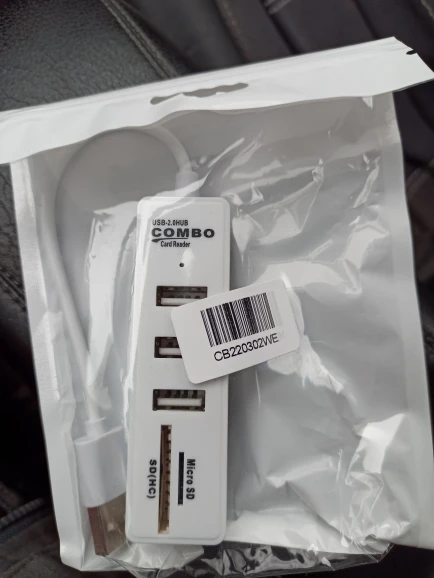 USB-2.0HUB
COMBO
Card Reader
CB220302WE
Micro SD
SD(HC)